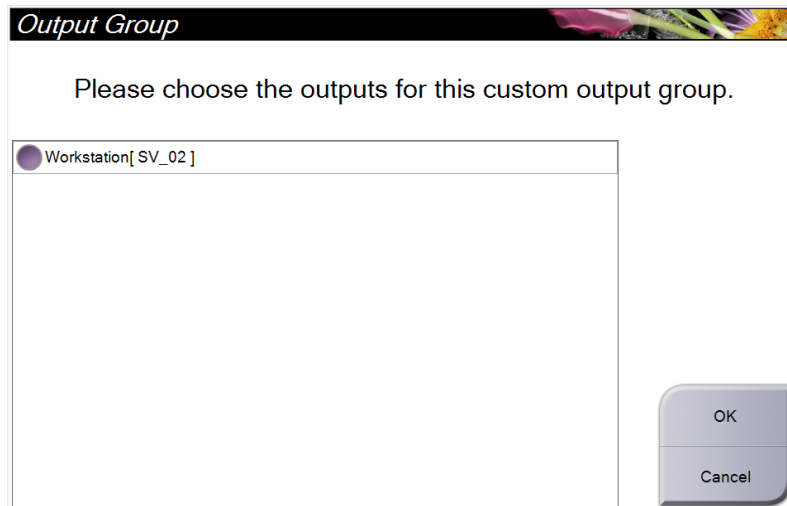 Output Group
Please choose the outputs for this custom output group.
Workstation[ SV_02 ]
OK
Cancel